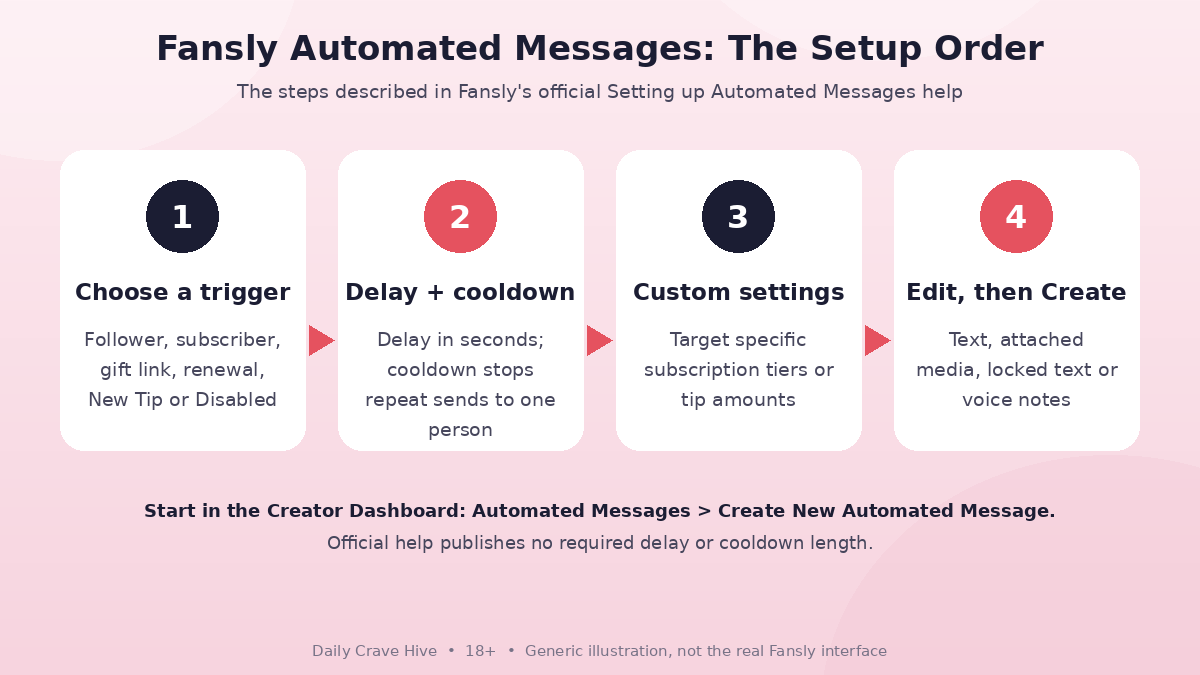 Fansly Automated Messages: The Setup Order
The steps described in Fansly's official Setting up Automated Messages help
1
Choose a trigger
Follower, subscriber,
gift link, renewal,
New Tip or Disabled
2
Delay + cooldown
Delay in seconds;
cooldown stops
repeat sends to one
person
3
Custom settings
Target specific
subscription tiers or
tip amounts
4
Edit, then Create
Text, attached
media, locked text or
voice notes
Start in the Creator Dashboard: Automated Messages > Create New Automated Message.
Official help publishes no required delay or cooldown length.
Daily Crave Hive • 18+ • Generic illustration, not the real Fansly interface